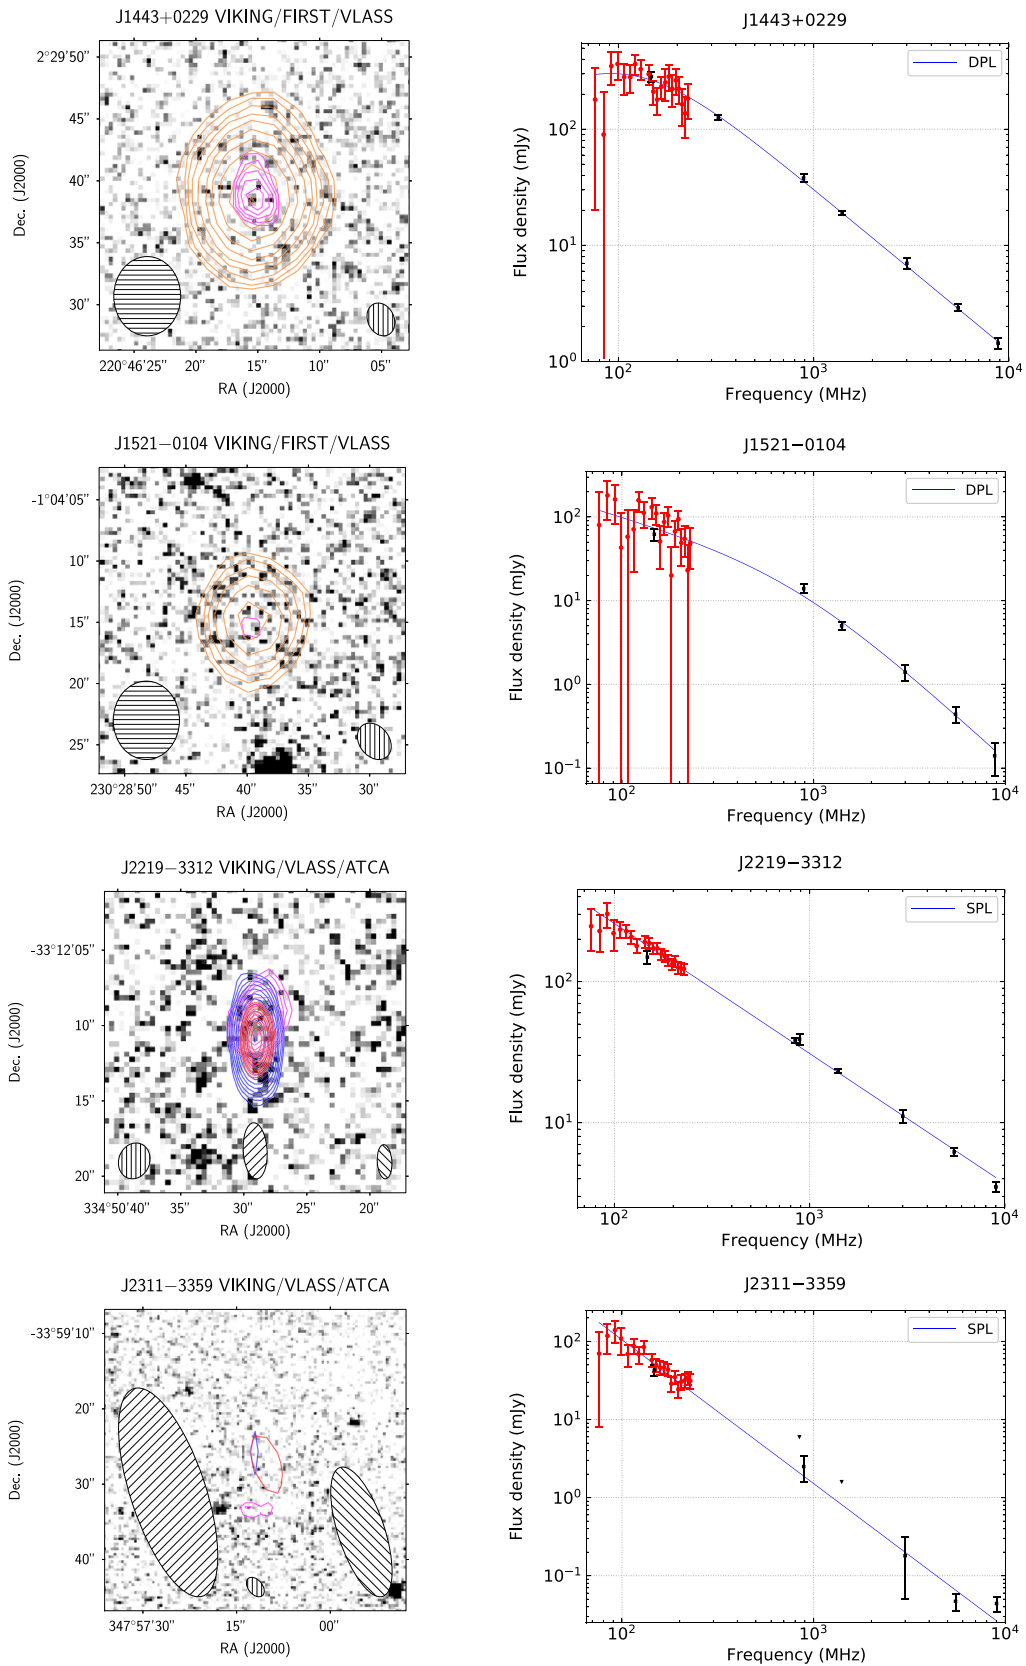 J1443+0229 VIKING/FIRST/VLASS
2°29'50"
45"
40"
35"
30"
Dec. (J2000)
220°46'25"
20"
15"
10"
05"
RA (J2000)
J1443+0229
DPL
10²
10¹
10⁰
Flux density (mJy)
10²
10³
10⁴
Frequency (MHz)
J1521−0104 VIKING/FIRST/VLASS
-1°04'05"
10"
15"
20"
25"
Dec. (J2000)
230°28'50"
45"
40"
35"
30"
RA (J2000)
J1521−0104
DPL
10²
10¹
10⁰
10⁻¹
Flux density (mJy)
10²
10³
10⁴
Frequency (MHz)
J2219−3312 VIKING/VLASS/ATCA
-33°12'05"
10"
15"
20"
Dec. (J2000)
334°50'40"
35"
30"
25"
20"
RA (J2000)
J2219−3312
SPL
10²
10¹
Flux density (mJy)
10²
10³
10⁴
Frequency (MHz)
J2311−3359 VIKING/VLASS/ATCA
-33°59'10"
20"
30"
40"
Dec. (J2000)
347°57'30"
15"
00"
RA (J2000)
J2311−3359
SPL
10²
10¹
10⁰
10⁻¹
Flux density (mJy)
10²
10³
10⁴
Frequency (MHz)